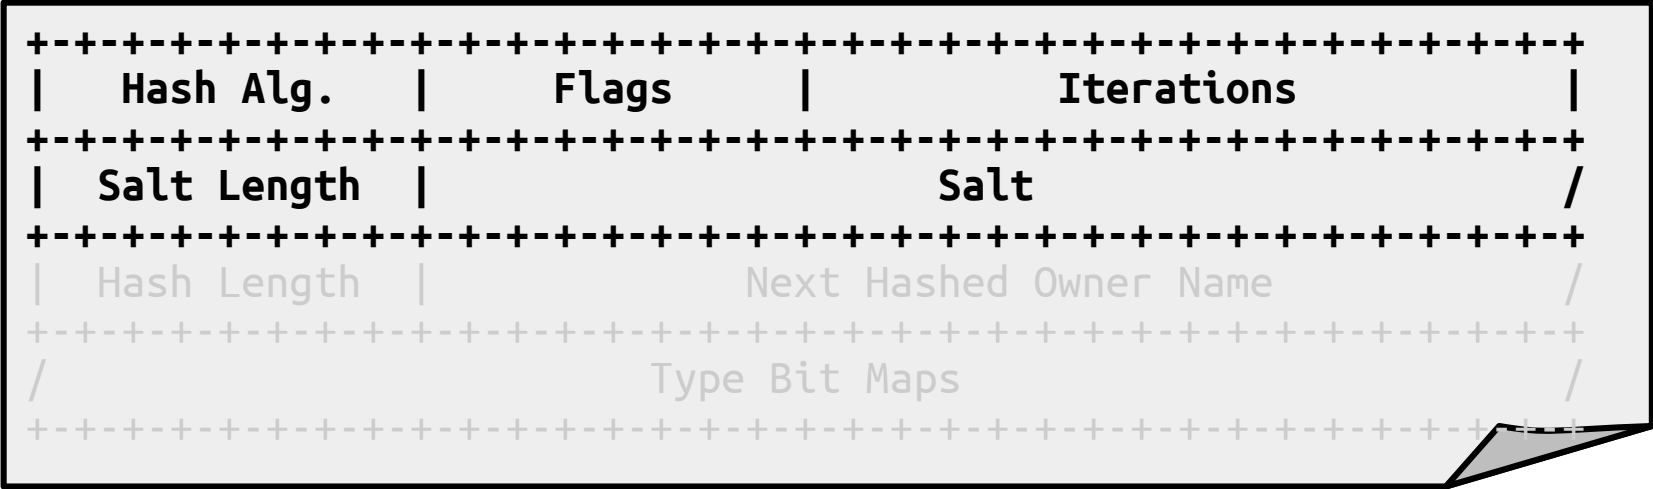 +-+-+-+-+-+-+-+-+-+-+-+-+-+-+-+-+-+-+-+-+-+-+-+-+-+-+-+-+-+-+-+-+
|   Hash Alg.   |     Flags     |          Iterations           |
+-+-+-+-+-+-+-+-+-+-+-+-+-+-+-+-+-+-+-+-+-+-+-+-+-+-+-+-+-+-+-+-+
|  Salt Length  |                     Salt                      /
+-+-+-+-+-+-+-+-+-+-+-+-+-+-+-+-+-+-+-+-+-+-+-+-+-+-+-+-+-+-+-+-+
|  Hash Length  |             Next Hashed Owner Name            /
+-+-+-+-+-+-+-+-+-+-+-+-+-+-+-+-+-+-+-+-+-+-+-+-+-+-+-+-+-+-+-+-+
/                         Type Bit Maps                         /
+-+-+-+-+-+-+-+-+-+-+-+-+-+-+-+-+-+-+-+-+-+-+-+-+-+-+-+-+-+-+-+-+